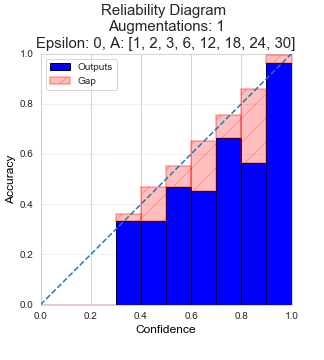 Reliability Diagram
Augmentations: 1
Epsilon: 0, A: [1, 2, 3, 6, 12, 18, 24, 30]
Outputs
Gap
1.0
0.8
0.6
0.4
0.2
0.0
Accuracy
0.0 0.2 0.4 0.6 0.8 1.0
Confidence